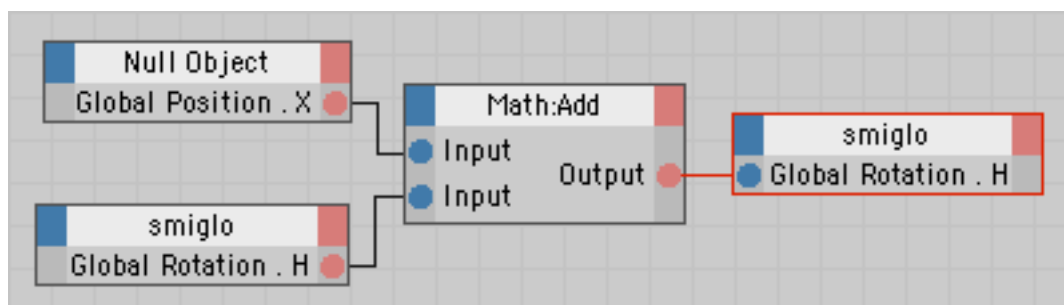 Null Object
Global Position . X
smiglo
Global Rotation . H
Math:Add
Input
Input
Output
smiglo
Global Rotation . H